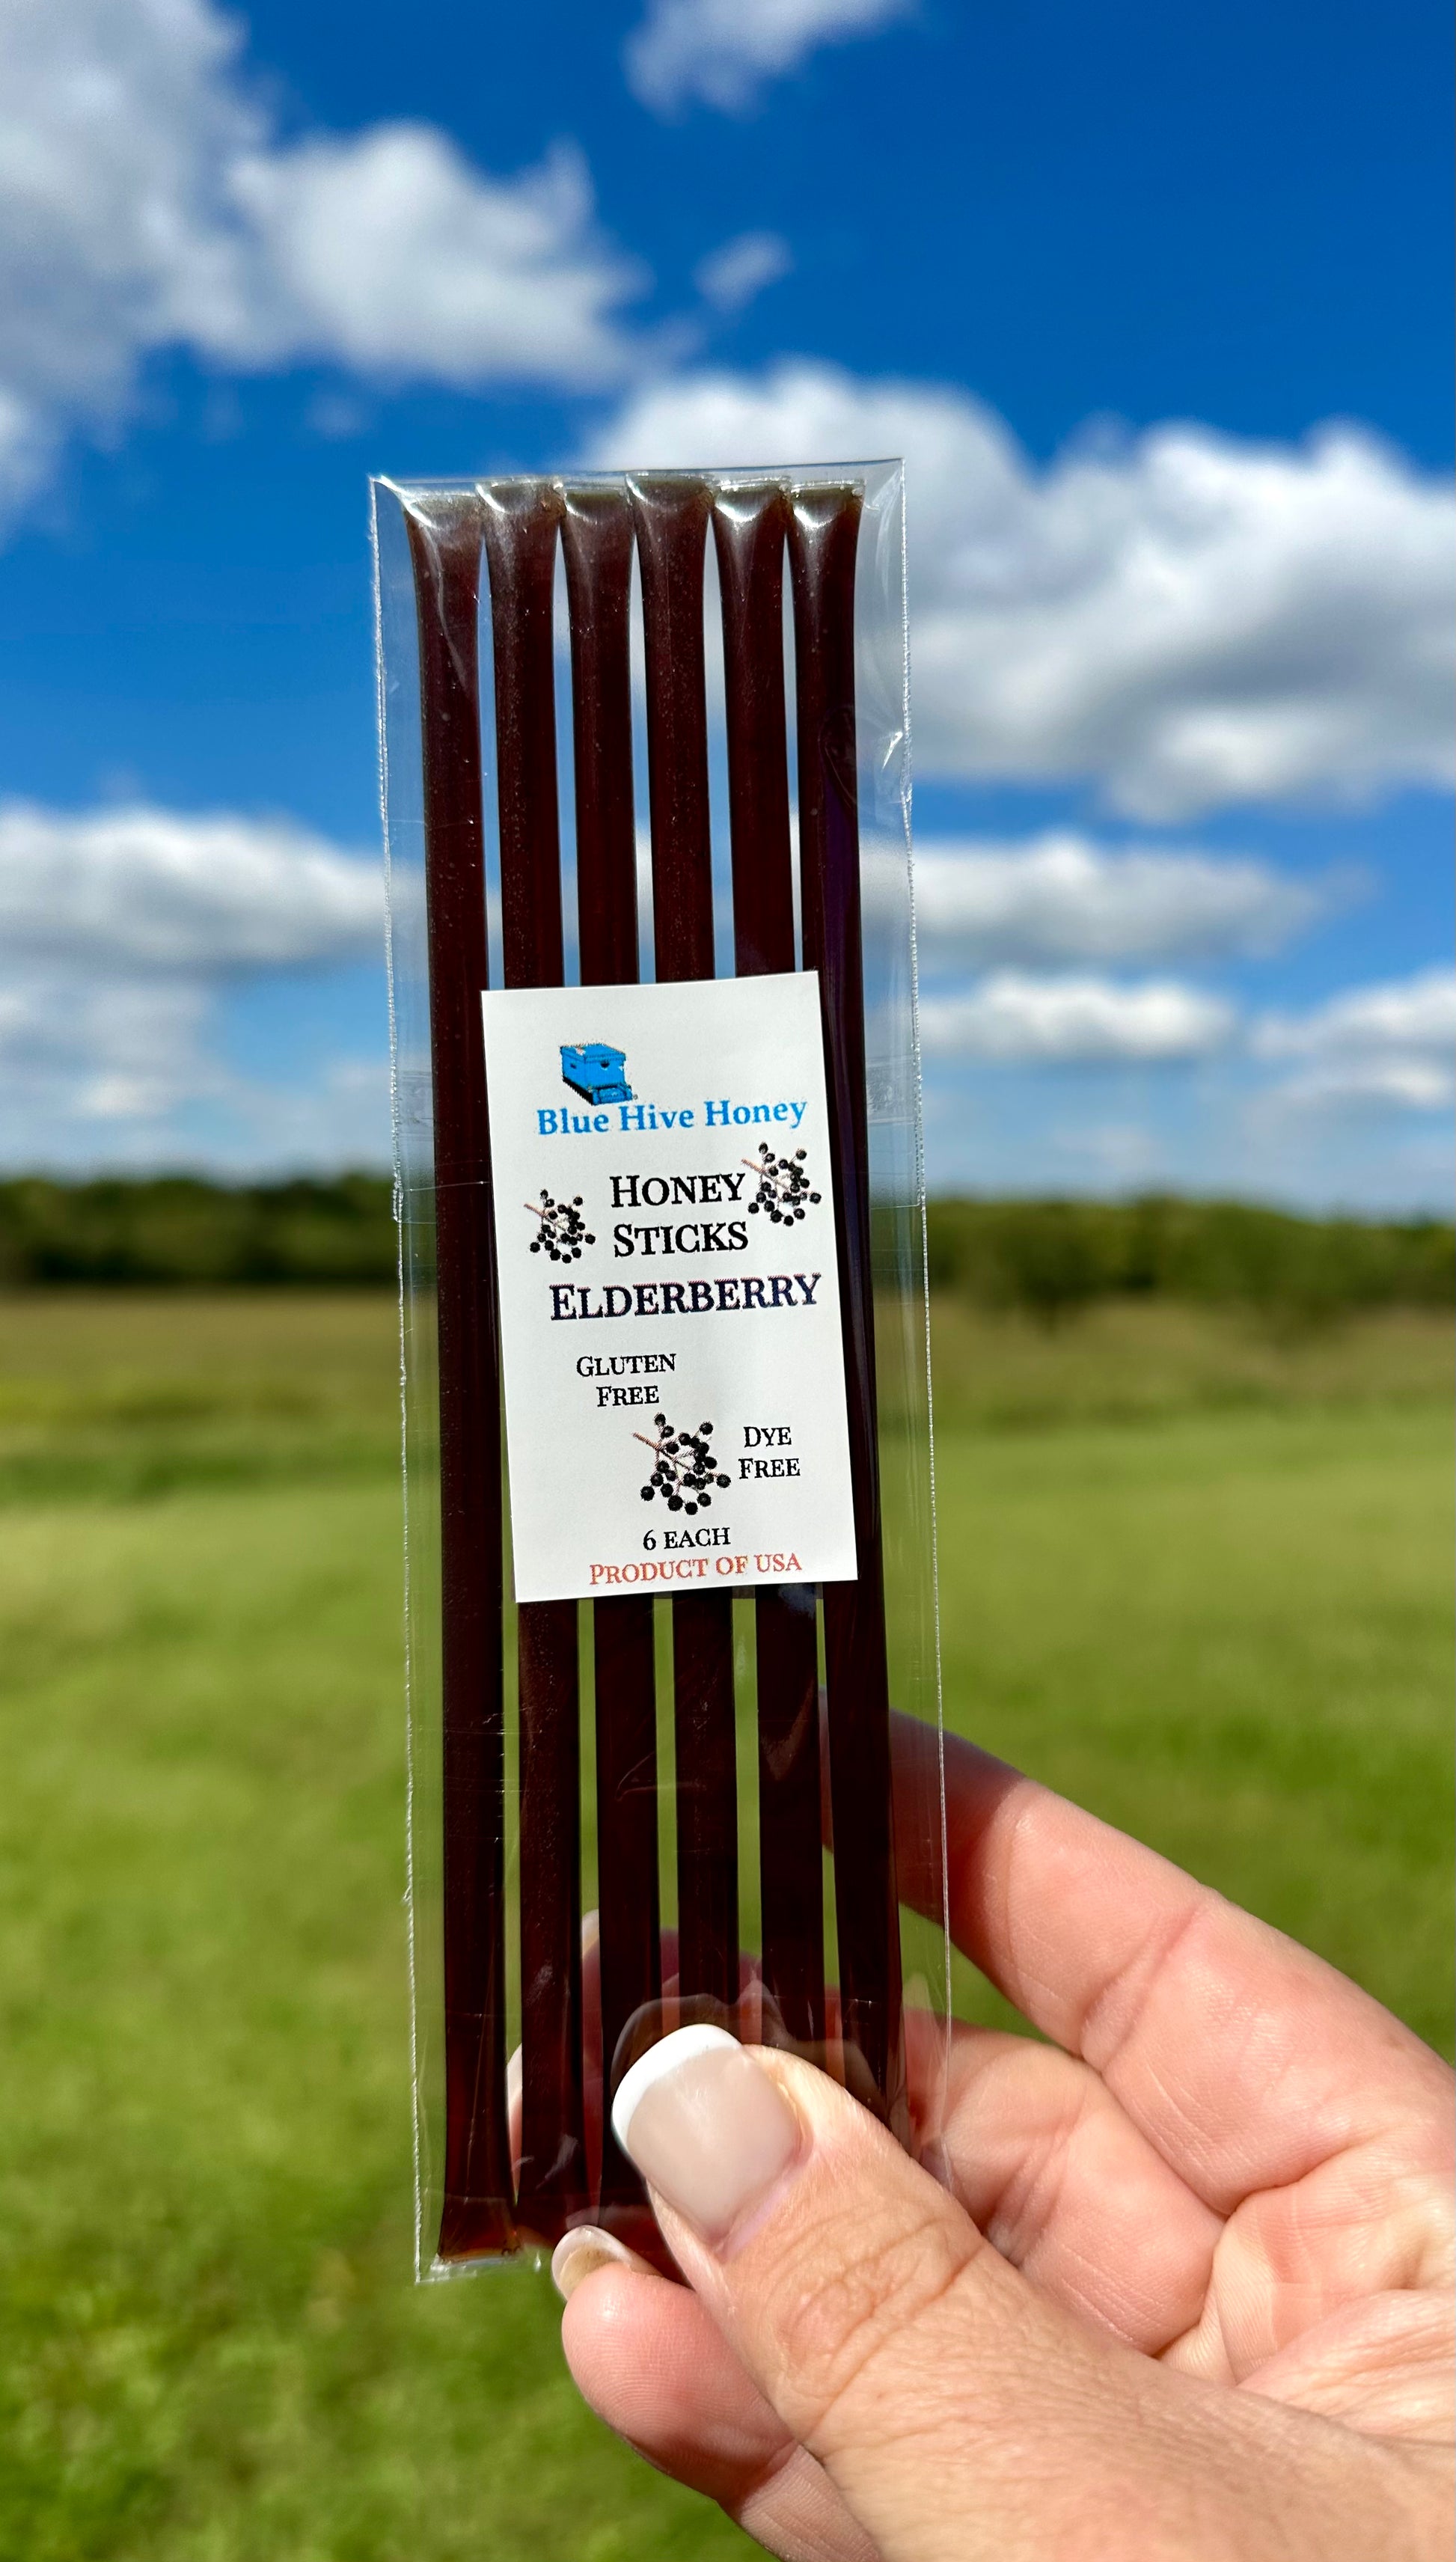 Blue Hive Honey
HONEY
STICKS
ELDERBERRY
GLUTEN
FREE
DYE
FREE
6 EACH
PRODUCT OF USA